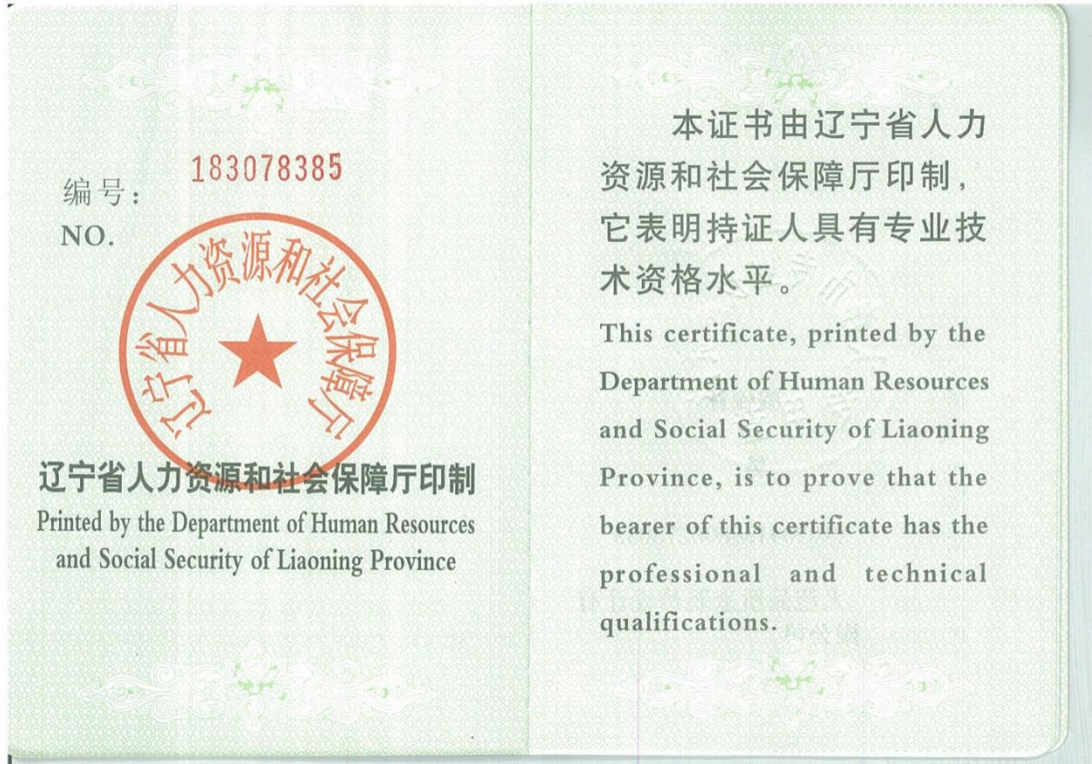 183078385
编号：
NO.
辽宁省人力资源和社会保障厅
辽宁省人力资源和社会保障厅印制
Printed by the Department of Human Resources
and Social Security of Liaoning Province
本证书由辽宁省人力
资源和社会保障厅印制，
它表明持证人具有专业技
术资格水平。
This certificate, printed by the
Department of Human Resources
and Social Security of Liaoning
Province, is to prove that the
bearer of this certificate has the
professional and technical
qualifications.